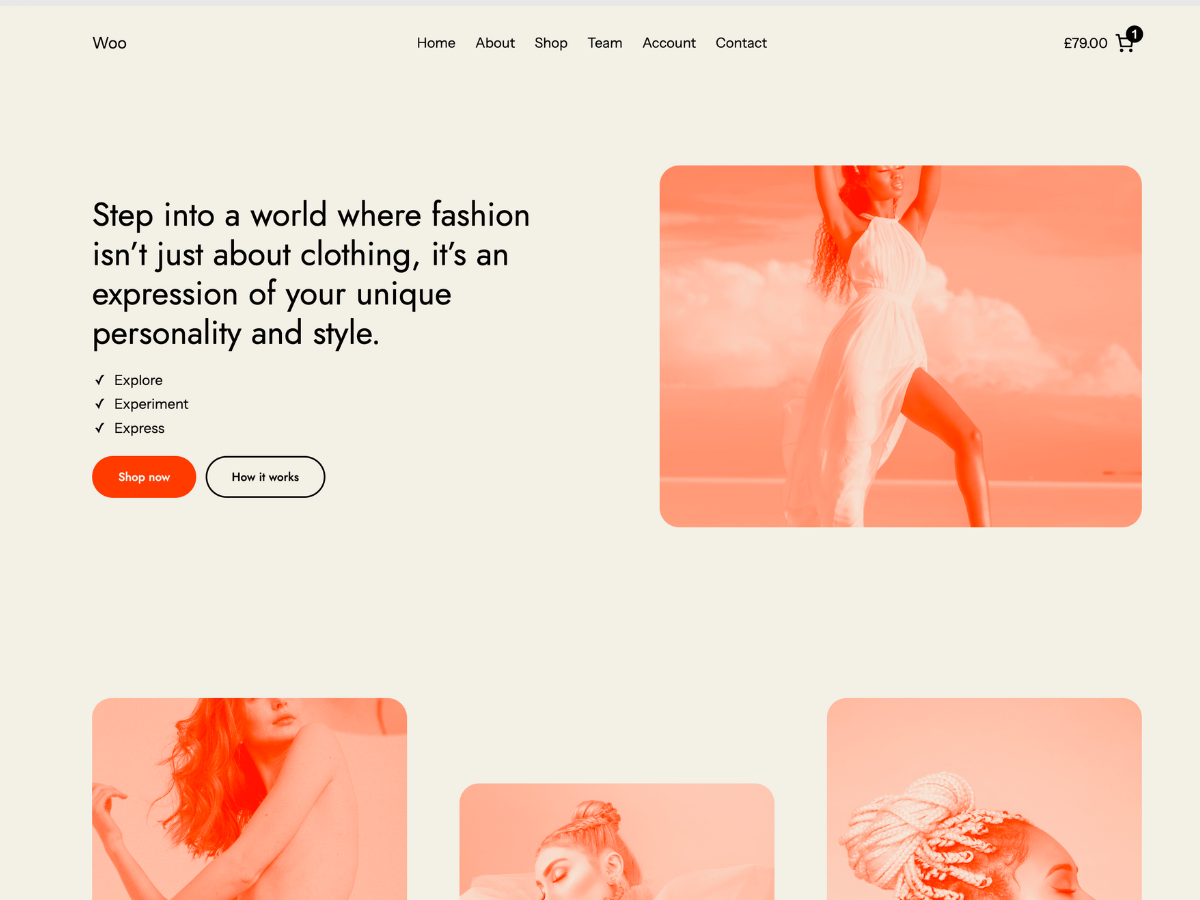 Woo
Home About Shop Team Account Contact
£79.00 1
Step into a world where fashion
isn’t just about clothing, it’s an
expression of your unique
personality and style.
Explore
Experiment
Express
Shop now How it works